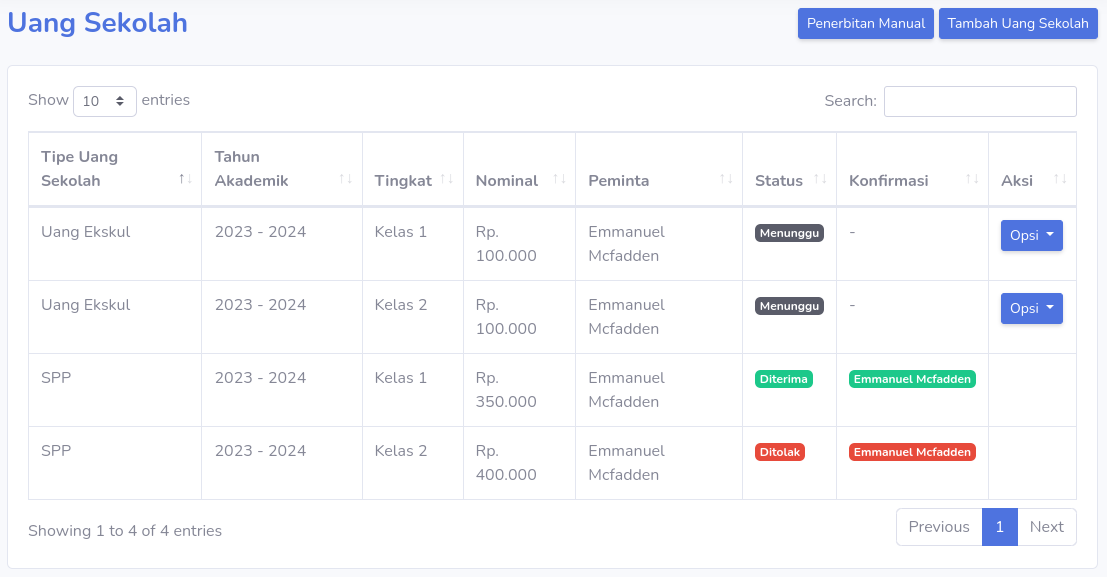 Uang Sekolah
Penerbitan Manual
Tambah Uang Sekolah
Show 10 entries
Search:
Tipe Uang
Sekolah
Tahun
Akademik
Tingkat
Nominal
Peminta
Status
Konfirmasi
Aksi
Uang Ekskul
2023 - 2024
Kelas 1
Rp.
100.000
Emmanuel
Mcfadden
Menunggu
-
Opsi
Uang Ekskul
2023 - 2024
Kelas 2
Rp.
100.000
Emmanuel
Mcfadden
Menunggu
-
Opsi
SPP
2023 - 2024
Kelas 1
Rp.
350.000
Emmanuel
Mcfadden
Diterima
Emmanuel Mcfadden
SPP
2023 - 2024
Kelas 2
Rp.
400.000
Emmanuel
Mcfadden
Ditolak
Emmanuel Mcfadden
Showing 1 to 4 of 4 entries
Previous
1
Next